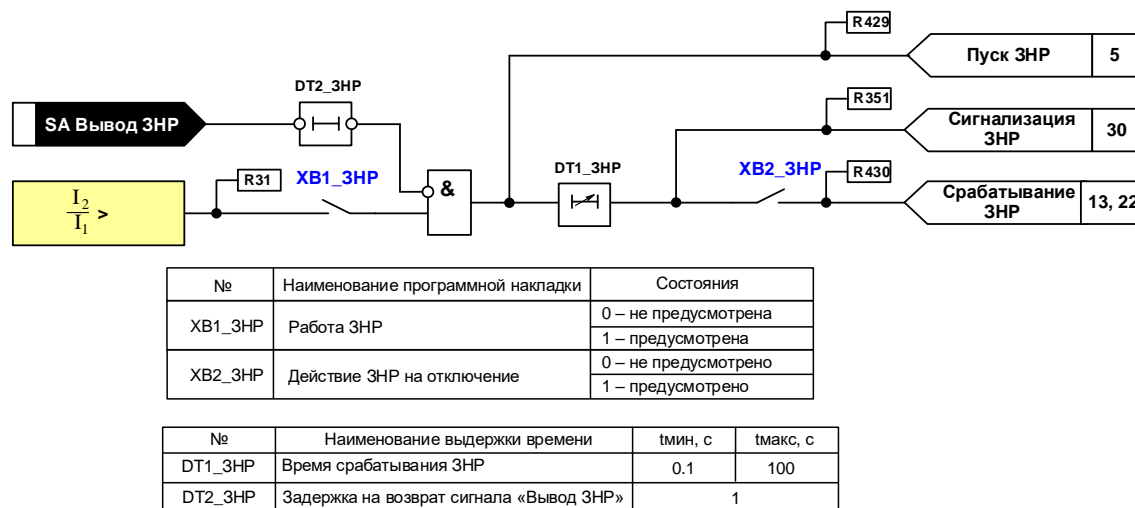 R429
Пуск ЗНР 5
DT2_ЗНР
SA Вывод ЗНР
R351
Сигнализация
ЗНР
30
R31
XB1_ЗНР
&
DT1_ЗНР
XB2_ЗНР
R430
I2
I1
>
Срабатывание
ЗНР
13, 22
№ Наименование программной накладки Состояния
XB1_ЗНР Работа ЗНР
0 – не предусмотрена
1 – предусмотрена
XB2_ЗНР Действие ЗНР на отключение
0 – не предусмотрено
1 – предусмотрено
№ Наименование выдержки времени tмин, с tмакс, с
DT1_ЗНР Время срабатывания ЗНР 0.1 100
DT2_ЗНР Задержка на возврат сигнала «Вывод ЗНР» 1